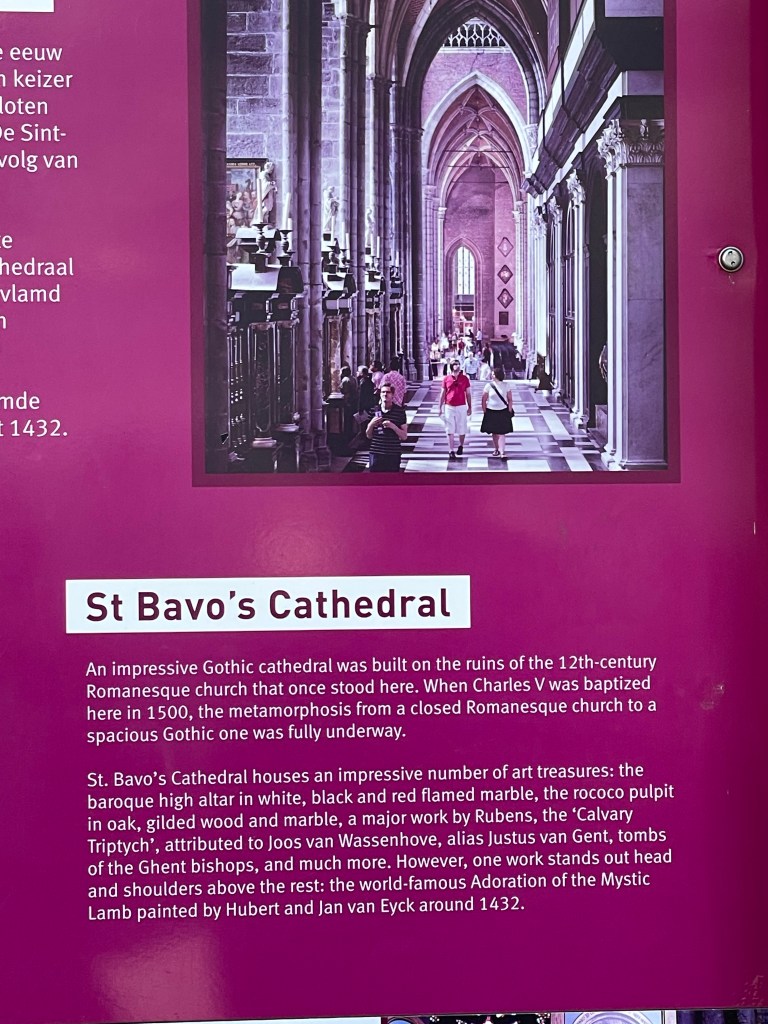 eeuw
keizer
loten
De Sint-
volg van
hedraal
vlamd
mde
1432.
St Bavo's Cathedral
An impressive Gothic cathedral was built on the ruins of the 12th-century
Romanesque church that once stood here. When Charles V was baptized
here in 1500, the metamorphosis from a closed Romanesque church to a
spacious Gothic one was fully underway.
St. Bavo's Cathedral houses an impressive number of art treasures: the
baroque high altar in white, black and red flamed marble, the rococo pulpit
in oak, gilded wood and marble, a major work by Rubens, the ‘Calvary
Triptych’, attributed to Joos van Wassenhove, alias Justus van Gent, tombs
of the Ghent bishops, and much more. However, one work stands out head
and shoulders above the rest: the world-famous Adoration of the Mystic
Lamb painted by Hubert and Jan van Eyck around 1432.